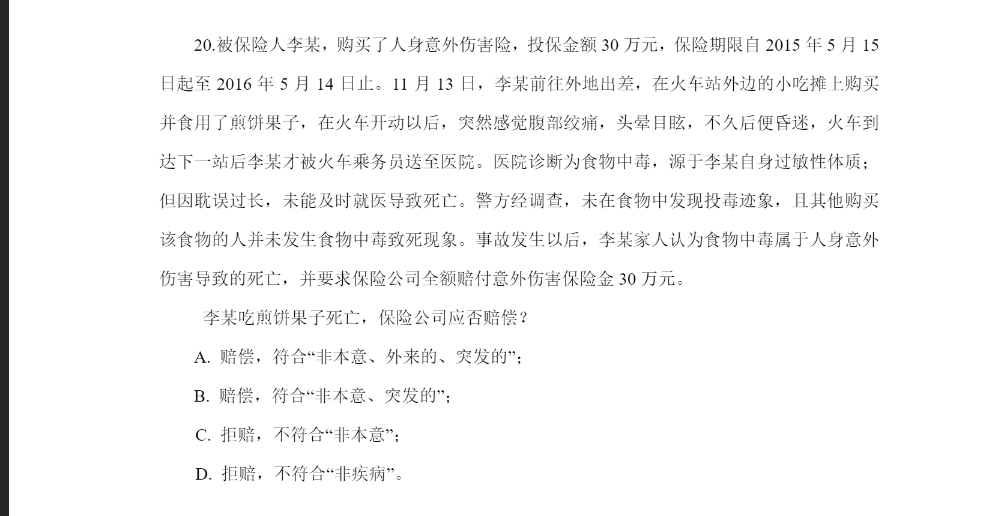 20.被保险人李某，购买了人身意外伤害险，投保金额 30 万元，保险期限自 2015 年 5 月 15
日起至 2016 年 5 月 14 日止。11 月 13 日，李某前往外地出差，在火车站外边的小吃摊上购买
并食用了煎饼果子，在火车开动以后，突然感觉腹部绞痛，头晕目眩，不久后便昏迷，火车到
达下一站后李某才被火车乘务员送至医院。医院诊断为食物中毒，源于李某自身过敏性体质；
但因耽误过长，未能及时就医导致死亡。警方经调查，未在食物中发现投毒迹象，且其他购买
该食物的人并未发生食物中毒致死现象。事故发生以后，李某家人认为食物中毒属于人身意外
伤害导致的死亡，并要求保险公司全额赔付意外伤害保险金 30 万元。
李某吃煎饼果子死亡，保险公司应否赔偿？
A. 赔偿，符合“非本意、外来的、突发的”；
B. 赔偿，符合“非本意、突发的”；
C. 拒赔，不符合“非本意”；
D. 拒赔，不符合“非疾病”。